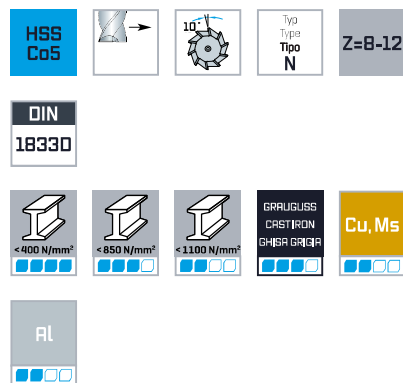 HSS
Co5
10°
Typ
Type
Tipo
N
Z=8-12
DIN
1833D
<400 N/mm²
<850 N/mm²
<1100 N/mm²
GRAUGUSS
CAST IRON
GHISA GRIGIA
Cu, Ms
Al